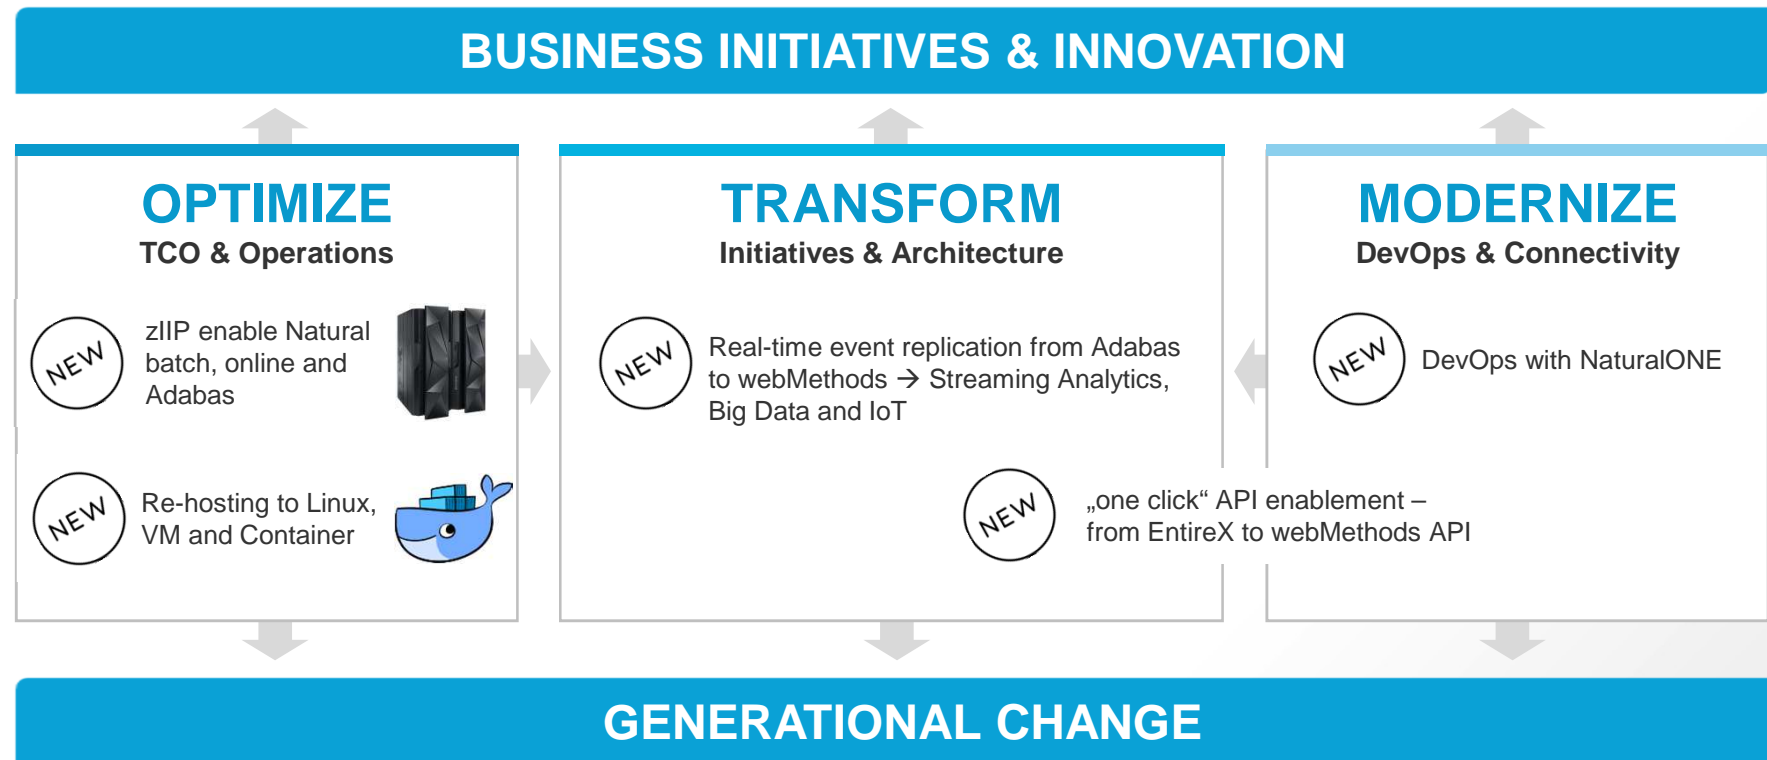 BUSINESS INITIATIVES & INNOVATION
OPTIMIZE
TCO & Operations
NEW
zIIP enable Natural
batch, online and
Adabas
NEW
Re-hosting to Linux,
VM and Container
TRANSFORM
Initiatives & Architecture
NEW
Real-time event replication from Adabas
to webMethods → Streaming Analytics,
Big Data and IoT
MODERNIZE
DevOps & Connectivity
NEW
DevOps with NaturalONE
NEW
„one click“ API enablement –
from EntireX to webMethods API
GENERATIONAL CHANGE